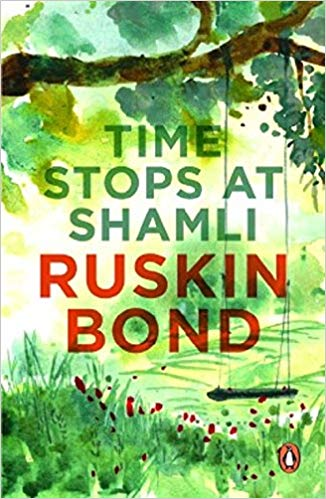 TIME
STOPS AT
SHAMLI
RUSKIN
BOND